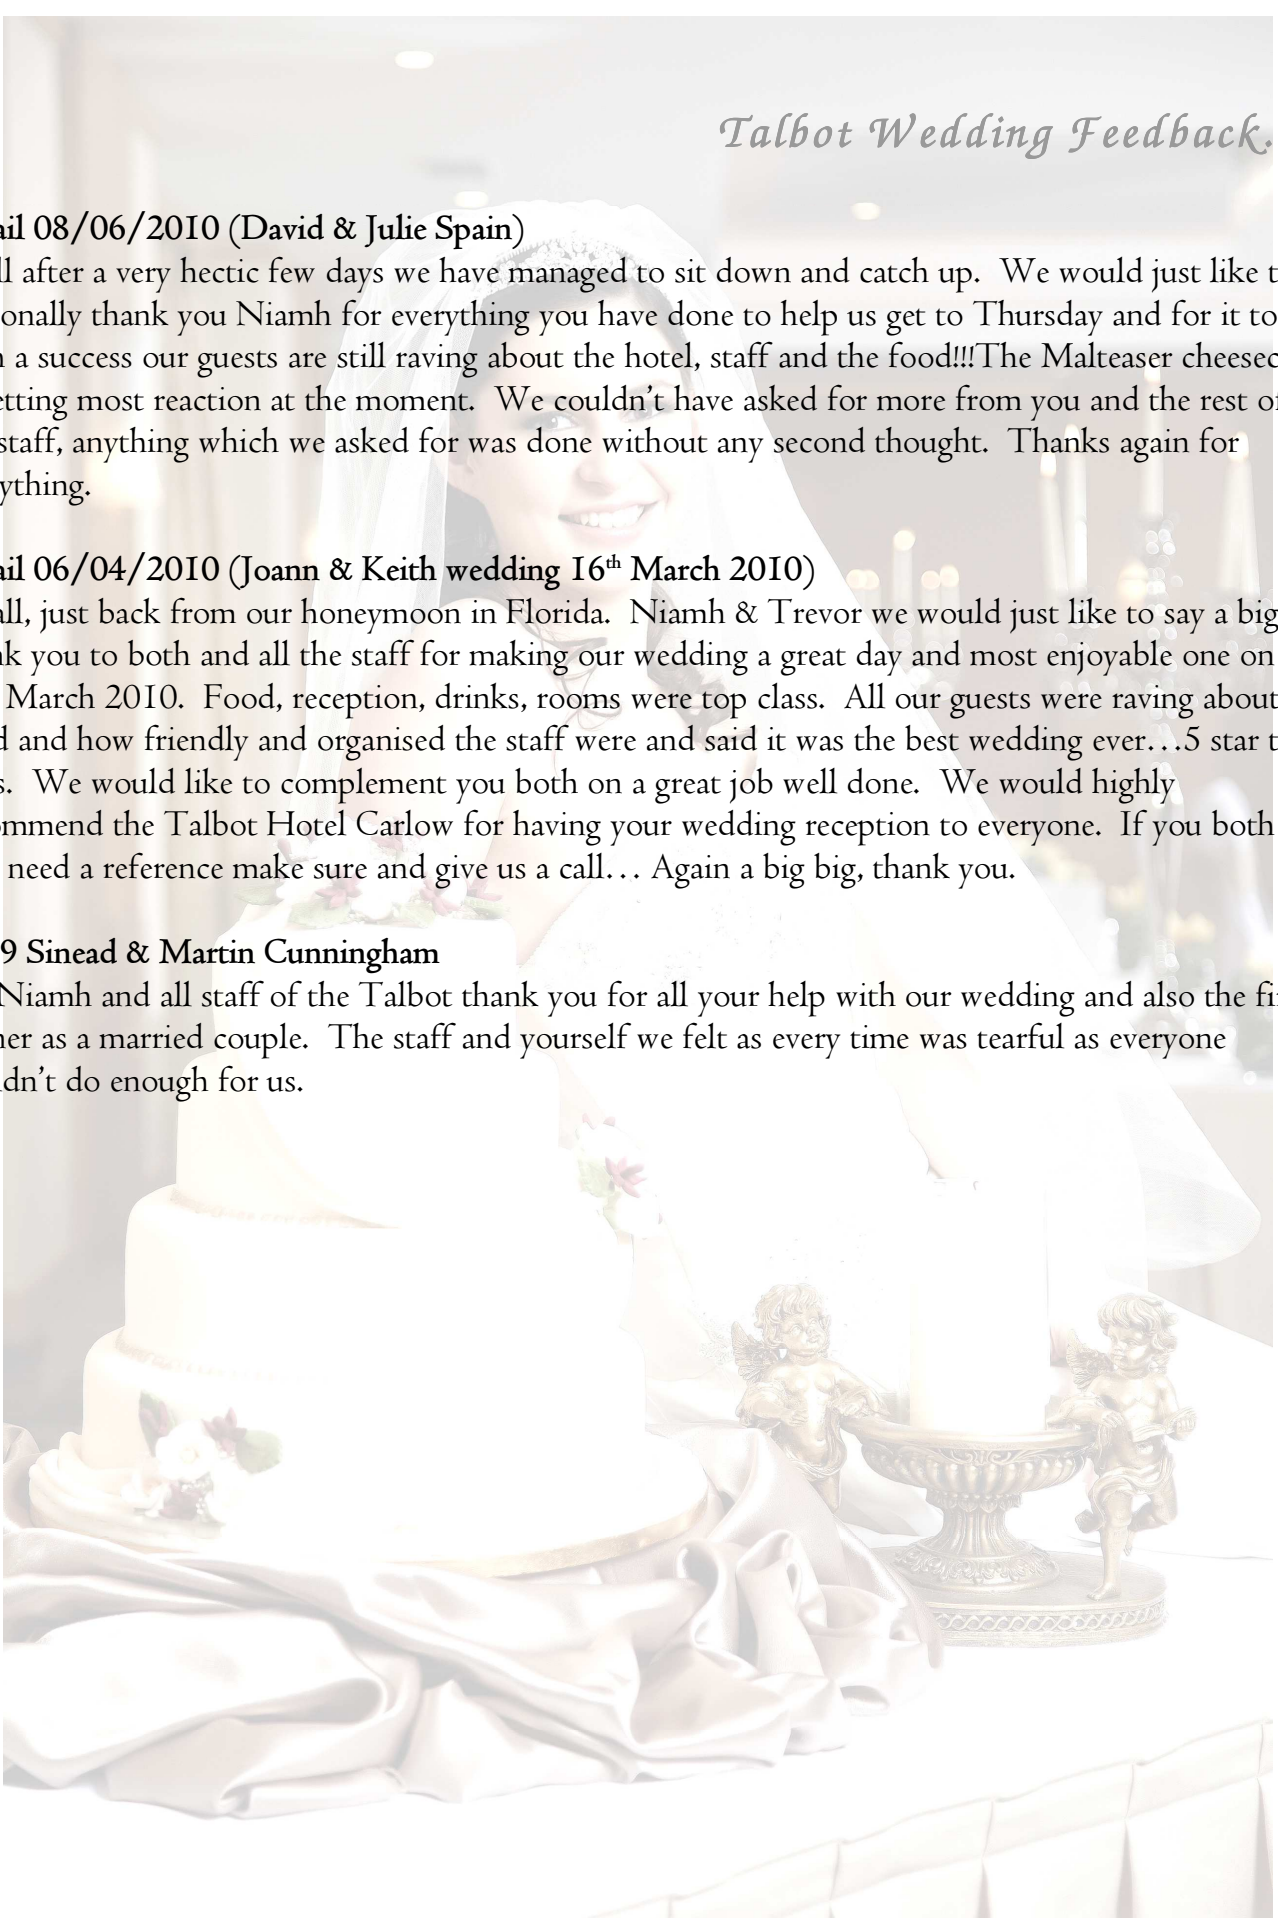 Talbot Wedding Feedback.
ail 08/06/2010 (David & Julie Spain)
ll after a very hectic few days we have managed to sit down and catch up. We would just like t
onally thank you Niamh for everything you have done to help us get to Thursday and for it to
a success our guests are still raving about the hotel, staff and the food!!!The Malteaser cheesec
etting most reaction at the moment. We couldn't have asked for more from you and the rest of
staff, anything which we asked for was done without any second thought. Thanks again for
ything.
ail 06/04/2010 (Joann & Keith wedding 16th March 2010)
all, just back from our honeymoon in Florida. Niamh & Trevor we would just like to say a big
nk you to both and all the staff for making our wedding a great day and most enjoyable one on
March 2010. Food, reception, drinks, rooms were top class. All our guests were raving about
d and how friendly and organised the staff were and said it was the best wedding ever…5 star t
s. We would like to complement you both on a great job well done. We would highly
ommend the Talbot Hotel Carlow for having your wedding reception to everyone. If you both
need a reference make sure and give us a call… Again a big big, thank you.
9 Sinead & Martin Cunningham
Niamh and all staff of the Talbot thank you for all your help with our wedding and also the fir
ner as a married couple. The staff and yourself we felt as every time was tearful as everyone
ldn't do enough for us.